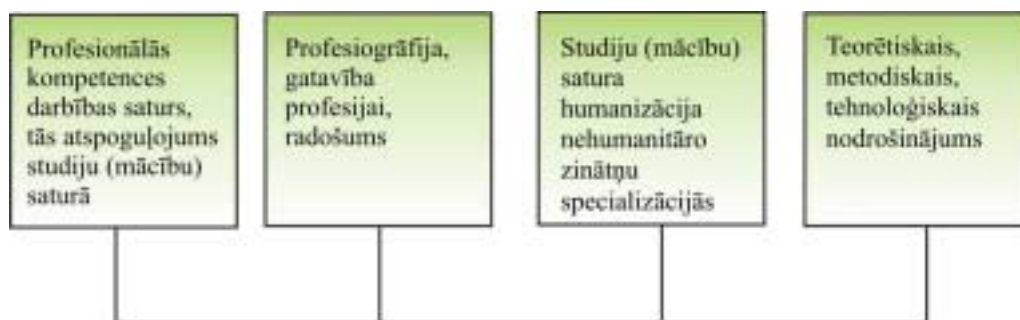 Profesionālās
kompetences
darbības saturs,
tās atspoguļojums
studiju (mācību)
saturā
Profesiogrāfija,
gatavība
profesijai,
radošums
Studiju (mācību)
satura
humanizācija
nehumanitāro
zinātņu
specializācijās
Teorētiskais,
metodiskais,
tehnoloģiskais
nodrošinājums